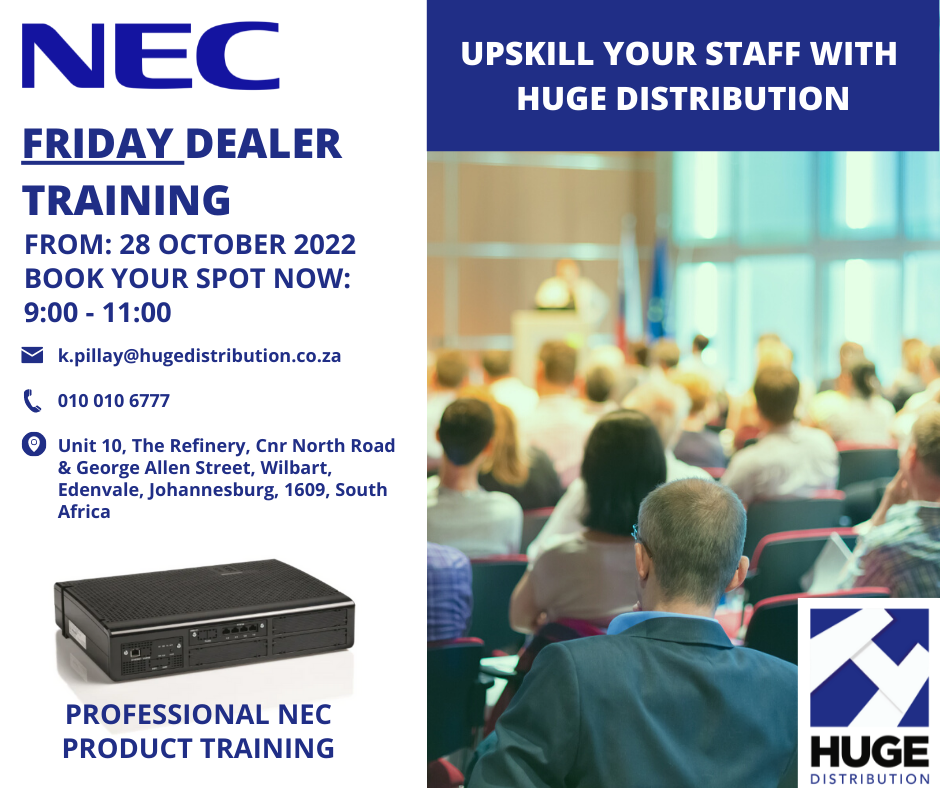 NEC
FRIDAY DEALER
TRAINING
FROM: 28 OCTOBER 2022
BOOK YOUR SPOT NOW:
9:00 - 11:00
k.pillay@hugedistribution.co.za
010 010 6777
Unit 10, The Refinery, Cnr North Road
& George Allen Street, Wilbart,
Edenvale, Johannesburg, 1609, South
Africa
PROFESSIONAL NEC
PRODUCT TRAINING
UPSKILL YOUR STAFF WITH
HUGE DISTRIBUTION
HUGE
DISTRIBUTION